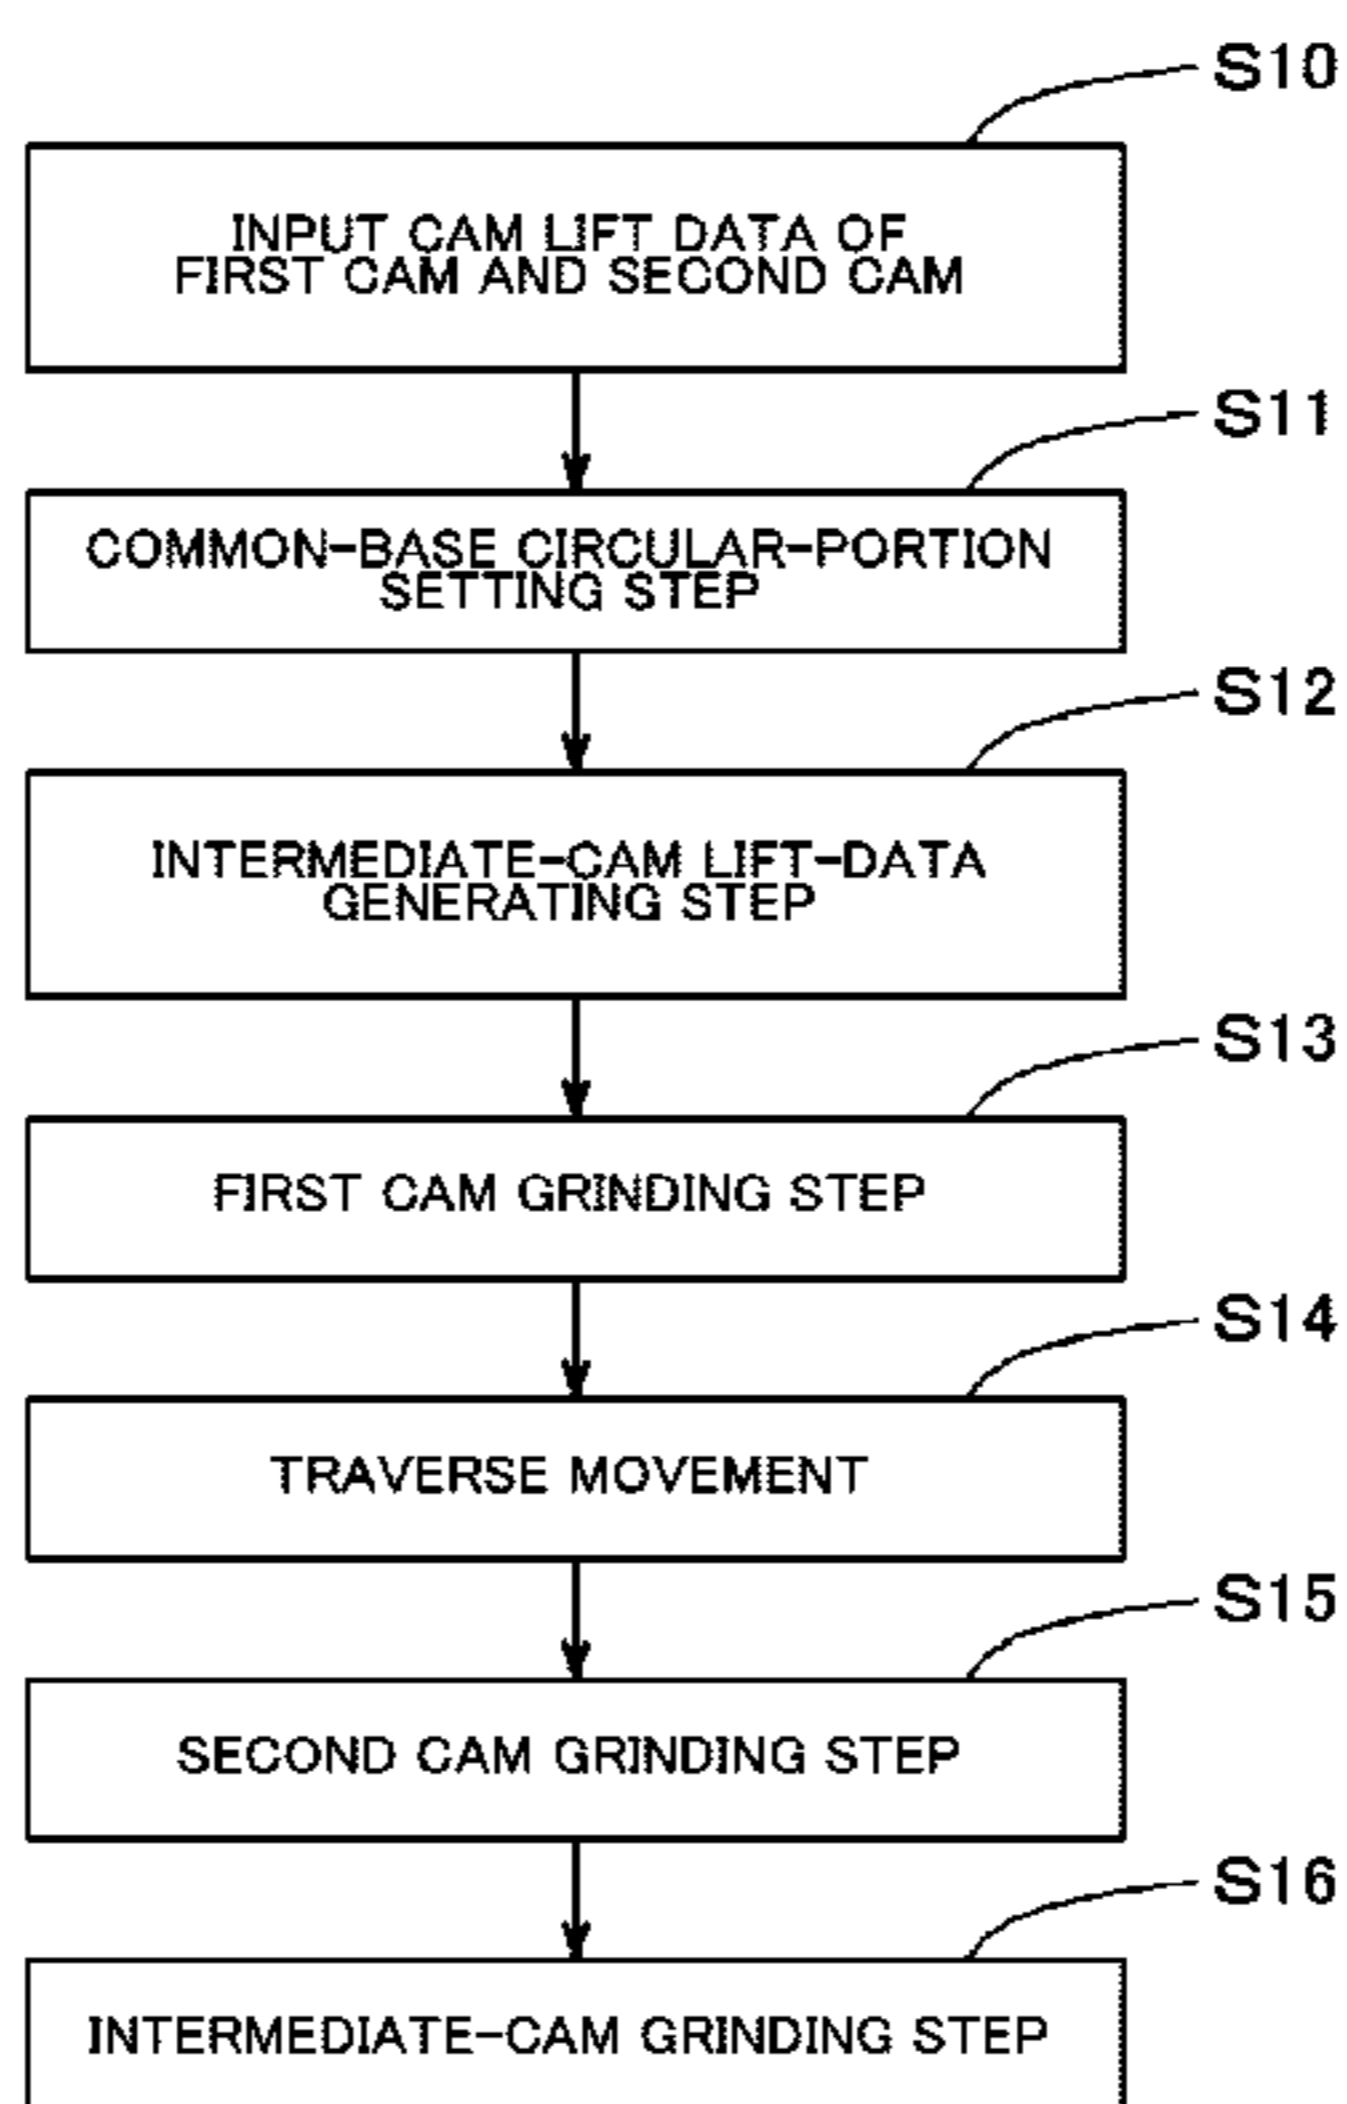 S10
INPUT CAM LIFT DATA OF
FIRST CAM AND SECOND CAM
S11
COMMON-BASE CIRCULAR-PORTION
SETTING STEP
S12
INTERMEDIATE-CAM LIFT-DATA
GENERATING STEP
S13
FIRST CAM GRINDING STEP
S14
TRAVERSE MOVEMENT
S15
SECOND CAM GRINDING STEP
S16
INTERMEDIATE-CAM GRINDING STEP